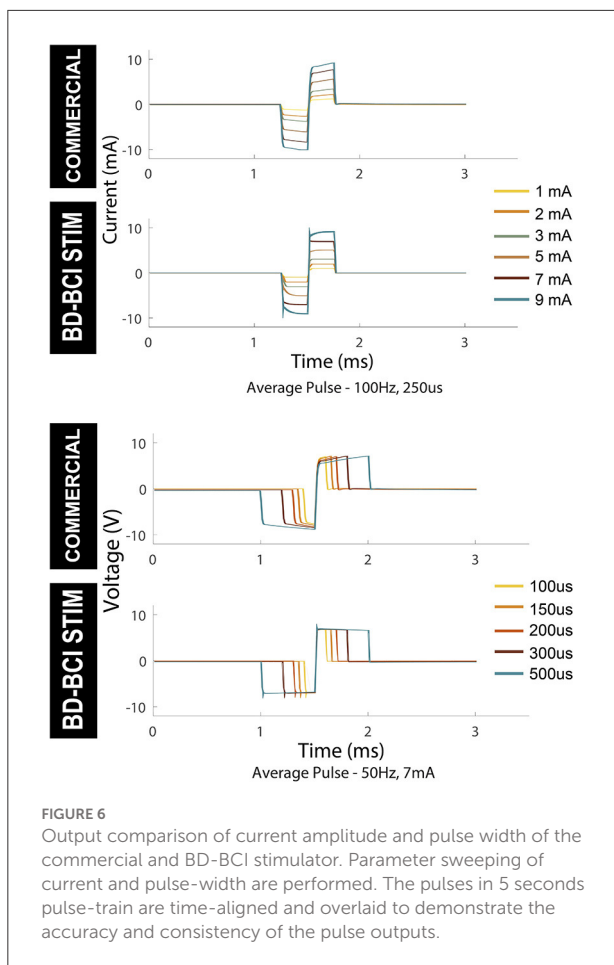 COMMERCIAL
BD-BCI STIM
Current (mA)
10
0
-10
0
1
2
3
10
0
-10
0
1
2
3
1 mA
2 mA
3 mA
5 mA
7 mA
9 mA
Time (ms)
Average Pulse - 100Hz, 250us
COMMERCIAL
BD-BCI STIM
Voltage (V)
10
0
-10
0
1
2
3
10
0
-10
0
1
2
3
100us
150us
200us
300us
500us
Time (ms)
Average Pulse - 50Hz, 7mA
FIGURE 6
Output comparison of current amplitude and pulse width of the
commercial and BD-BCI stimulator. Parameter sweeping of
current and pulse-width are performed. The pulses in 5 seconds
pulse-train are time-aligned and overlaid to demonstrate the
accuracy and consistency of the pulse outputs.